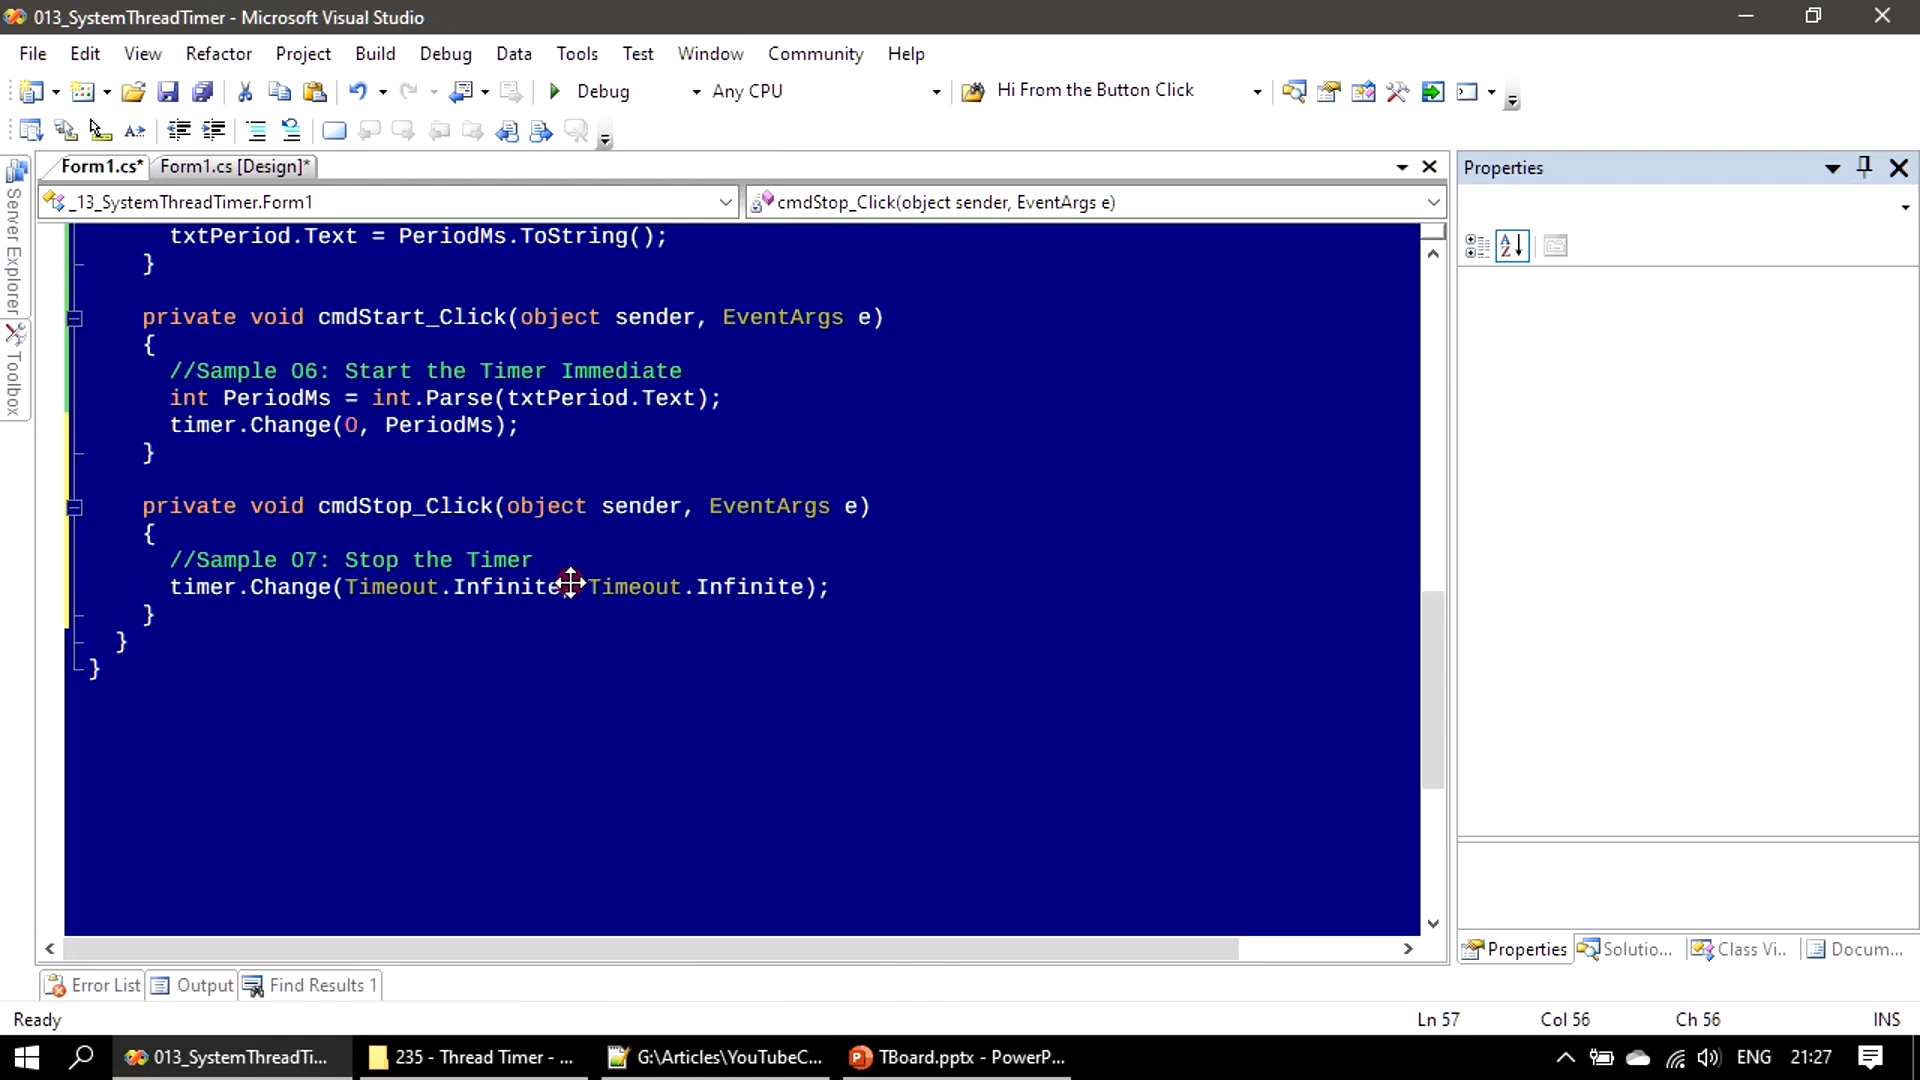 013_SystemThreadTimer - Microsoft Visual Studio
File Edit View Refactor Project Build Debug Data Tools Test Window Community Help
Debug Any CPU Hi From the Button Click
Form1.cs* Form1.cs [Design]*
_13_SystemThreadTimer.Form1 cmdStop_Click(object sender, EventArgs e)
Server Explorer
Toolbox
txtPeriod.Text = PeriodMs.ToString();
}
private void cmdStart_Click(object sender, EventArgs e)
{
//Sample 06: Start the Timer Immediate
int PeriodMs = int.Parse(txtPeriod.Text);
timer.Change(0, PeriodMs);
}
private void cmdStop_Click(object sender, EventArgs e)
{
//Sample 07: Stop the Timer
timer.Change(Timeout.Infinite, Timeout.Infinite);
}
}
}
Properties
Properties Solutio... Class Vi... Docum...
Error List Output Find Results 1
Ready Ln 57 Col 56 Ch 56 INS
013_SystemThreadTi... 235 - Thread Timer - ... G:\Articles\YouTubeC... TBoard.pptx - PowerP... ENG 21:27